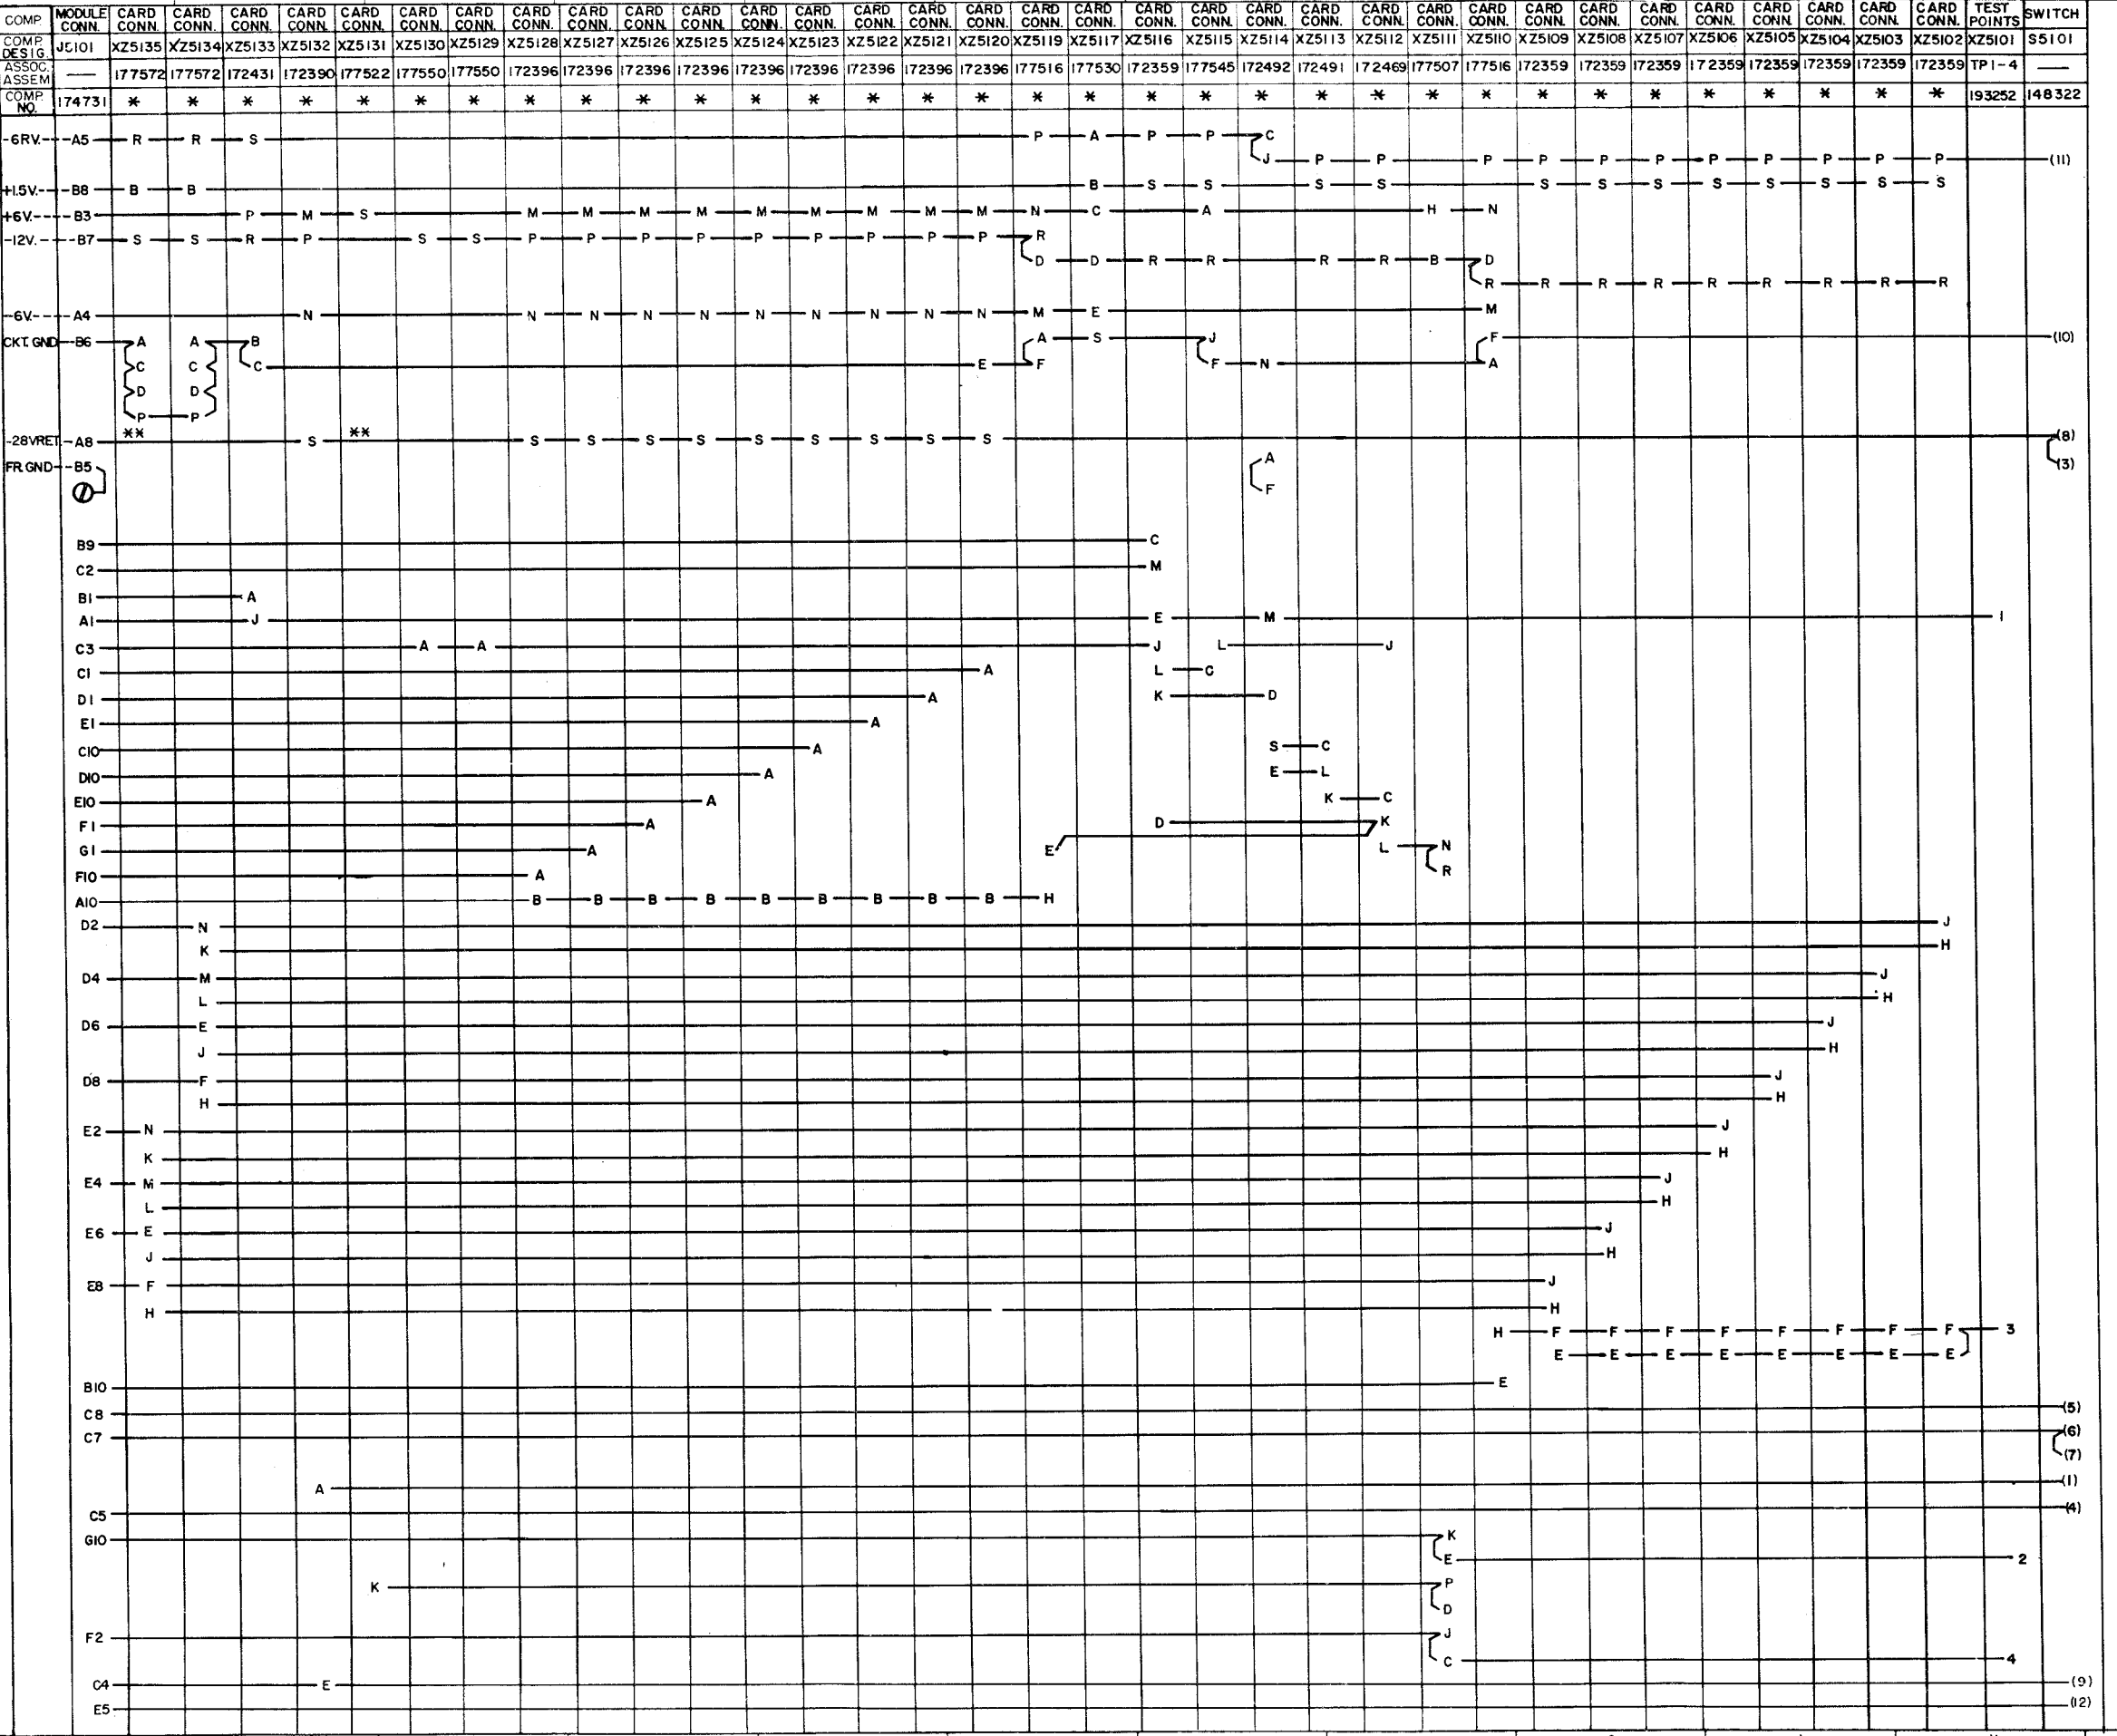 COMP. MODULE CARD CARD CARD CARD CARD CARD CARD CARD CARD CARD CARD CARD CARD CARD CARD CARD CARD CARD CARD CARD CARD CARD CARD CARD CARD CARD CARD CARD CARD CARD CARD CARD CARD TEST SWITCH
CONN. CONN. CONN. CONN. CONN. CONN. CONN. CONN. CONN. CONN. CONN. CONN. CONN. CONN. CONN. CONN. CONN. CONN. CONN. CONN. CONN. CONN. CONN. CONN. CONN. CONN. CONN. CONN. CONN. CONN. CONN. CONN. CONN. CONN. POINTS
COMP. DESIG. J5101 XZ5135 XZ5134 XZ5133 XZ5132 XZ5131 XZ5130 XZ5129 XZ5128 XZ5127 XZ5126 XZ5125 XZ5124 XZ5123 XZ5122 XZ5121 XZ5120 XZ5119 XZ5117 XZ5116 XZ5115 XZ5114 XZ5113 XZ5112 XZ5111 XZ5110 XZ5109 XZ5108 XZ5107 XZ5106 XZ5105 XZ5104 XZ5103 XZ5102 XZ5101 S5101
ASSOC. ASSEM. — 177572 177572 172431 172390 177522 177550 177550 172396 172396 172396 172396 172396 172396 172396 172396 172396 177516 177530 172359 177545 172492 172491 172469 177507 177516 172359 172359 172359 172359 172359 172359 172359 172359 TP1-4 —
COMP. NO. 174731 * * * * * * * * * * * * * * * * * * * * * * * * * * * * * * * * * 193252 148322
-6RV. A5 R R S P A P P C
J P P P P P P P P P P P (11)
+1.5V. B8 B B B S S S S S S S S S S S S
+6V. B3 P M S M M M M M M M M M N C A H N
-12V. B7 S S R P S S P P P P P P P P P R
D D R R R R B D
R R R R R R R R R
-6V. A4 N N N N N N N N N N M E M
CKT. GND B6 A A B A S J F (10)
C C C E F F N A
D D
P P
** **
-28VRET. A8 S S S S S S S S S S (8)
FR. GND B5 A (3)
F
B9 C
C2 M
B1 A
A1 J E M 1
C3 A A J L J
C1 A L C
D1 A K D
E1 A
C10 A S C
D10 A E L
E10 A K C
F1 A D K
G1 A E L N
F10 A R
A10 B B B B B B B B B H
D2 N J
K H
D4 M J
L H
D6 E J
J H
D8 F J
H H
E2 N J
K H
E4 M J
L H
E6 E J
J H
E8 F J
H H
H F F F F F F F F 3
E E E E E E E E
B10 E
C8 (5)
C7 (6)
(7)
A (1)
C5 (4)
G10 K
E 2
K P
D
F2 J
C 4
C4 E (9)
E5 (12)